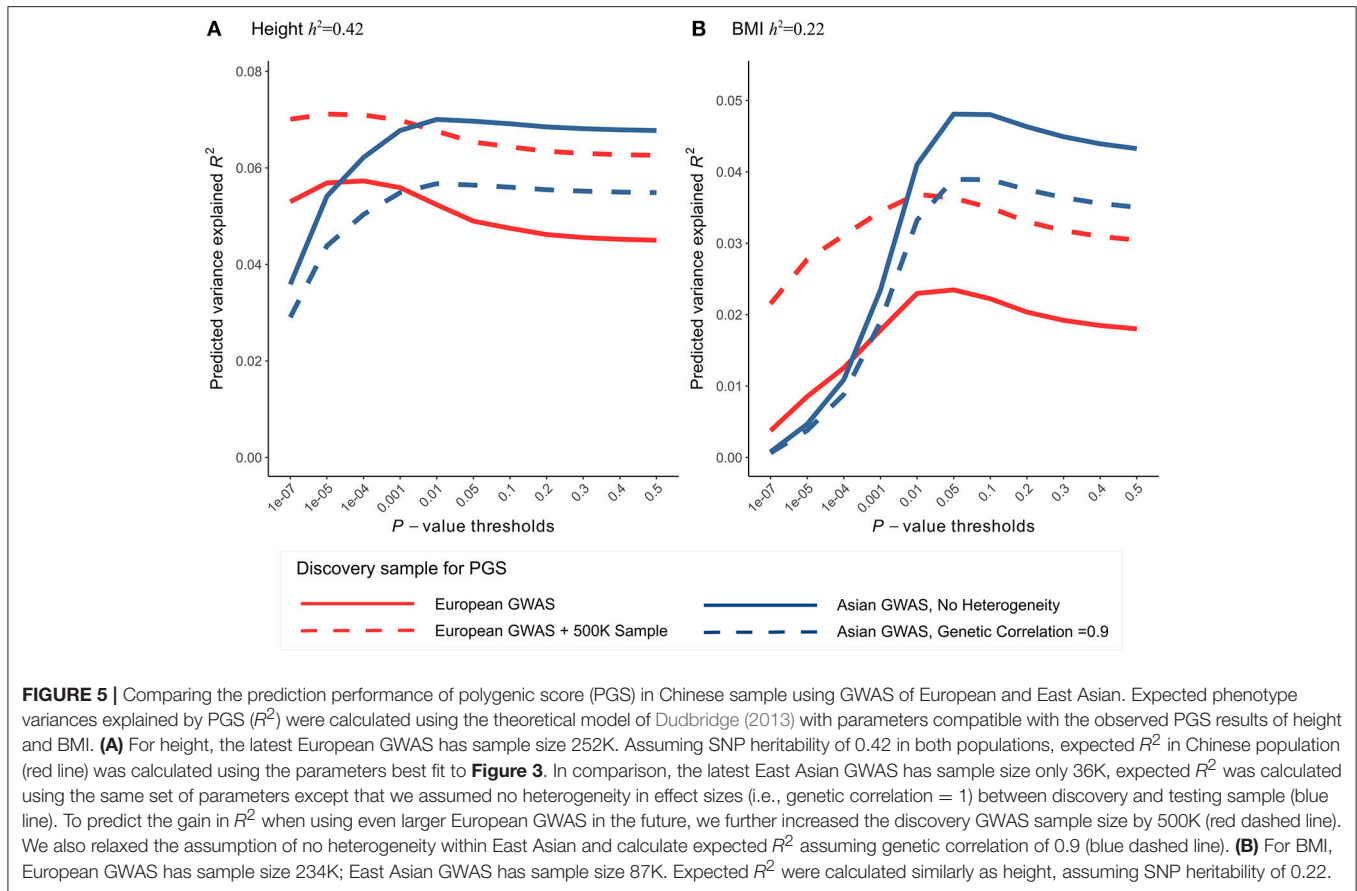 A Height h²=0.42
Predicted variance explained R²
0.08
0.06
0.04
0.02
0.00
1e-07
1e-05
1e-04
0.001
0.01
0.05
0.1
0.2
0.3
0.4
0.5
P – value thresholds
B BMI h²=0.22
Predicted variance explained R²
0.05
0.04
0.03
0.02
0.01
0.00
1e-07
1e-05
1e-04
0.001
0.01
0.05
0.1
0.2
0.3
0.4
0.5
P – value thresholds
Discovery sample for PGS
European GWAS
European GWAS + 500K Sample
Asian GWAS, No Heterogeneity
Asian GWAS, Genetic Correlation =0.9
FIGURE 5 | Comparing the prediction performance of polygenic score (PGS) in Chinese sample using GWAS of European and East Asian. Expected phenotype
variances explained by PGS (R²) were calculated using the theoretical model of Dudbridge (2013) with parameters compatible with the observed PGS results of height
and BMI. (A) For height, the latest European GWAS has sample size 252K. Assuming SNP heritability of 0.42 in both populations, expected R² in Chinese population
(red line) was calculated using the parameters best fit to Figure 3. In comparison, the latest East Asian GWAS has sample size only 36K, expected R² was calculated
using the same set of parameters except that we assumed no heterogeneity in effect sizes (i.e., genetic correlation = 1) between discovery and testing sample (blue
line). To predict the gain in R² when using even larger European GWAS in the future, we further increased the discovery GWAS sample size by 500K (red dashed line).
We also relaxed the assumption of no heterogeneity within East Asian and calculate expected R² assuming genetic correlation of 0.9 (blue dashed line). (B) For BMI,
European GWAS has sample size 234K; East Asian GWAS has sample size 87K. Expected R² were calculated similarly as height, assuming SNP heritability of 0.22.